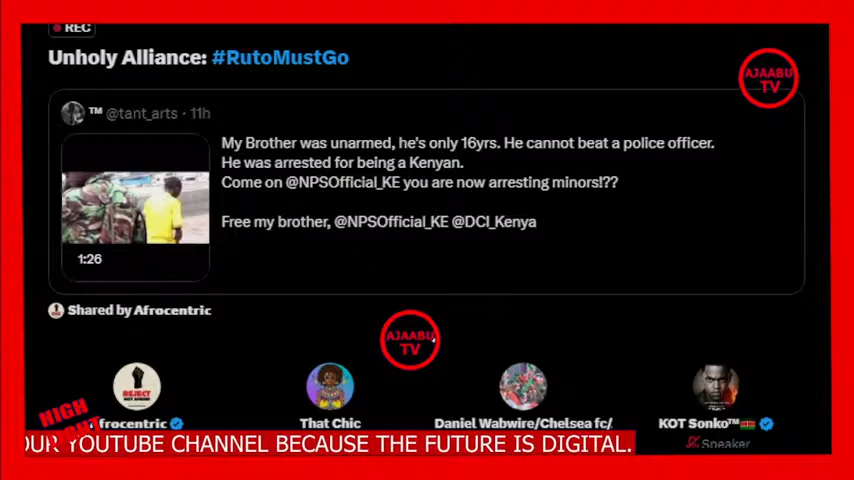 REC
Unholy Alliance: #RutoMustGo
AJAABU
TV
™ @tant_arts · 11h
My Brother was unarmed, he's only 16yrs. He cannot beat a police officer.
He was arrested for being a Kenyan.
Come on @NPSOfficial_KE you are now arresting minors!??
Free my brother, @NPSOfficial_KE @DCI_Kenya
1:26
Shared by Afrocentric
AJAABU
TV
REJECT
HIGH
frocentric
That Chic
Daniel Wabwire/Chelsea fc/
KOT Sonko™
Speaker
OUR YOUTUBE CHANNEL BECAUSE THE FUTURE IS DIGITAL.